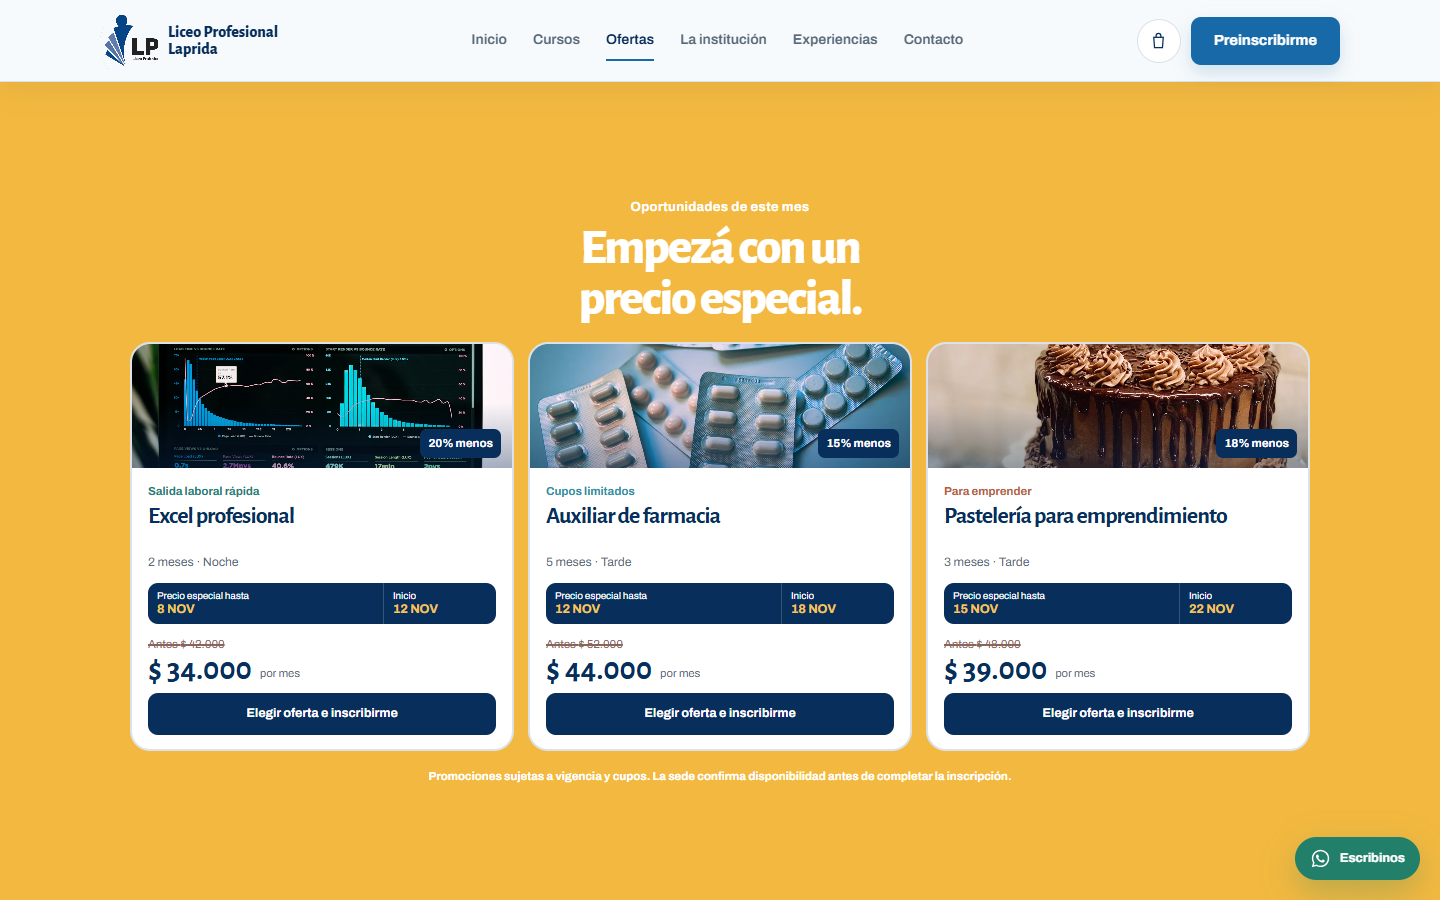 LP
Liceo Profesional
Laprida
Inicio
Cursos
Ofertas
La institución
Experiencias
Contacto
Preinscribirme
Oportunidades de este mes
Empezá con un
precio especial.
20% menos
Salida laboral rápida
Excel profesional
2 meses · Noche
Precio especial hasta
8 NOV
Inicio
12 NOV
Antes $ 42.000
$ 34.000 por mes
Elegir oferta e inscribirme
15% menos
Cupos limitados
Auxiliar de farmacia
5 meses · Tarde
Precio especial hasta
12 NOV
Inicio
18 NOV
Antes $ 52.000
$ 44.000 por mes
Elegir oferta e inscribirme
18% menos
Para emprender
Pastelería para emprendimiento
3 meses · Tarde
Precio especial hasta
15 NOV
Inicio
22 NOV
Antes $ 48.000
$ 39.000 por mes
Elegir oferta e inscribirme
Promociones sujetas a vigencia y cupos. La sede confirma disponibilidad antes de completar la inscripción.
Escribinos